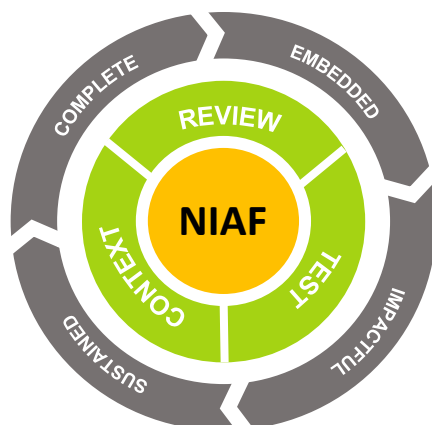 COMPLETE
EMBEDDED
IMPACTFUL
SUSTAINED
REVIEW
TEST
CONTEXT
NIAF